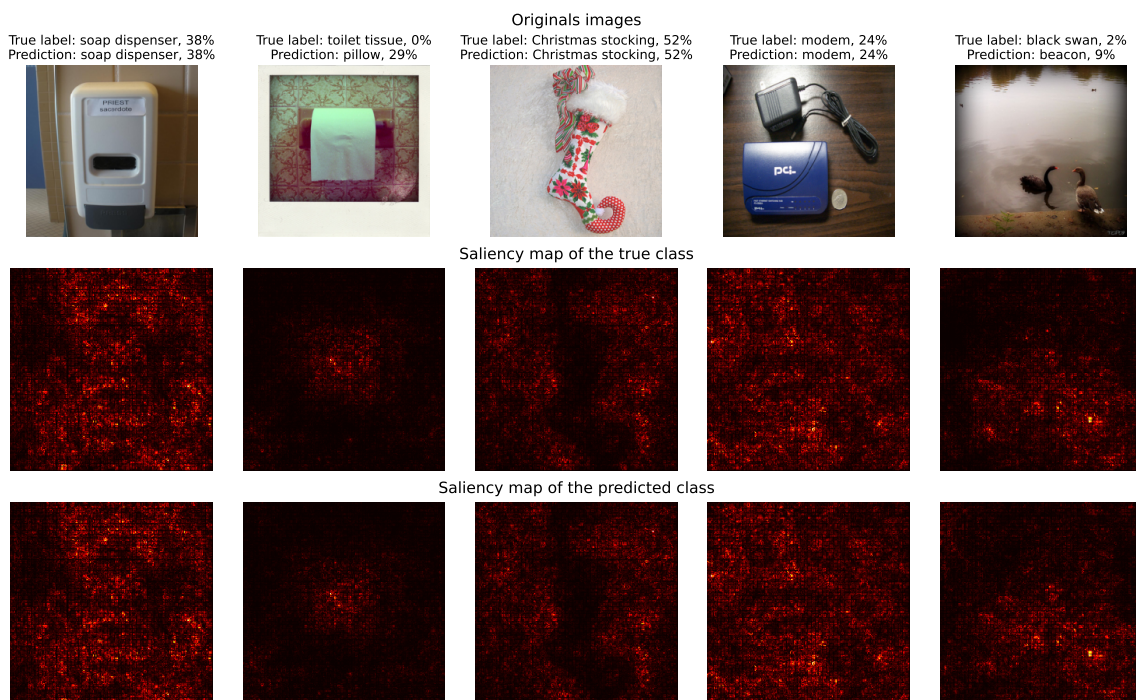 Originals images
True label: soap dispenser, 38%
Prediction: soap dispenser, 38%
True label: toilet tissue, 0%
Prediction: pillow, 29%
True label: Christmas stocking, 52%
Prediction: Christmas stocking, 52%
True label: modem, 24%
Prediction: modem, 24%
True label: black swan, 2%
Prediction: beacon, 9%
PRIEST
sacerdote
pci
Saliency map of the true class
Saliency map of the predicted class